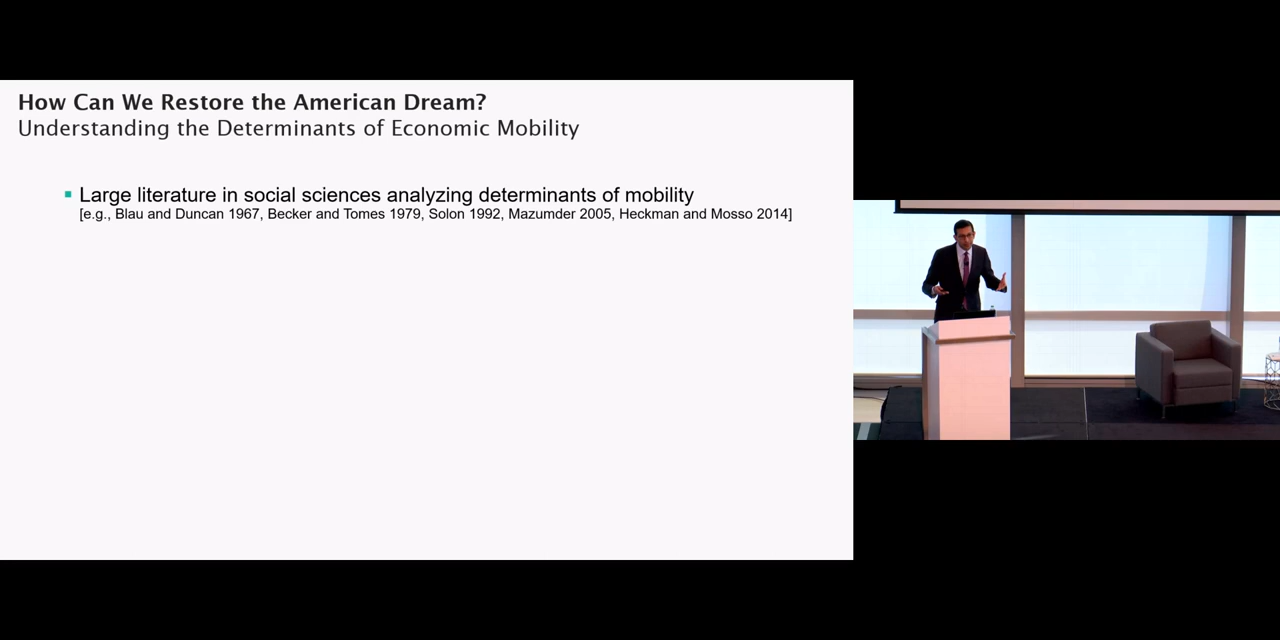 How Can We Restore the American Dream?
Understanding the Determinants of Economic Mobility
Large literature in social sciences analyzing determinants of mobility
[e.g., Blau and Duncan 1967, Becker and Tomes 1979, Solon 1992, Mazumder 2005, Heckman and Mosso 2014]